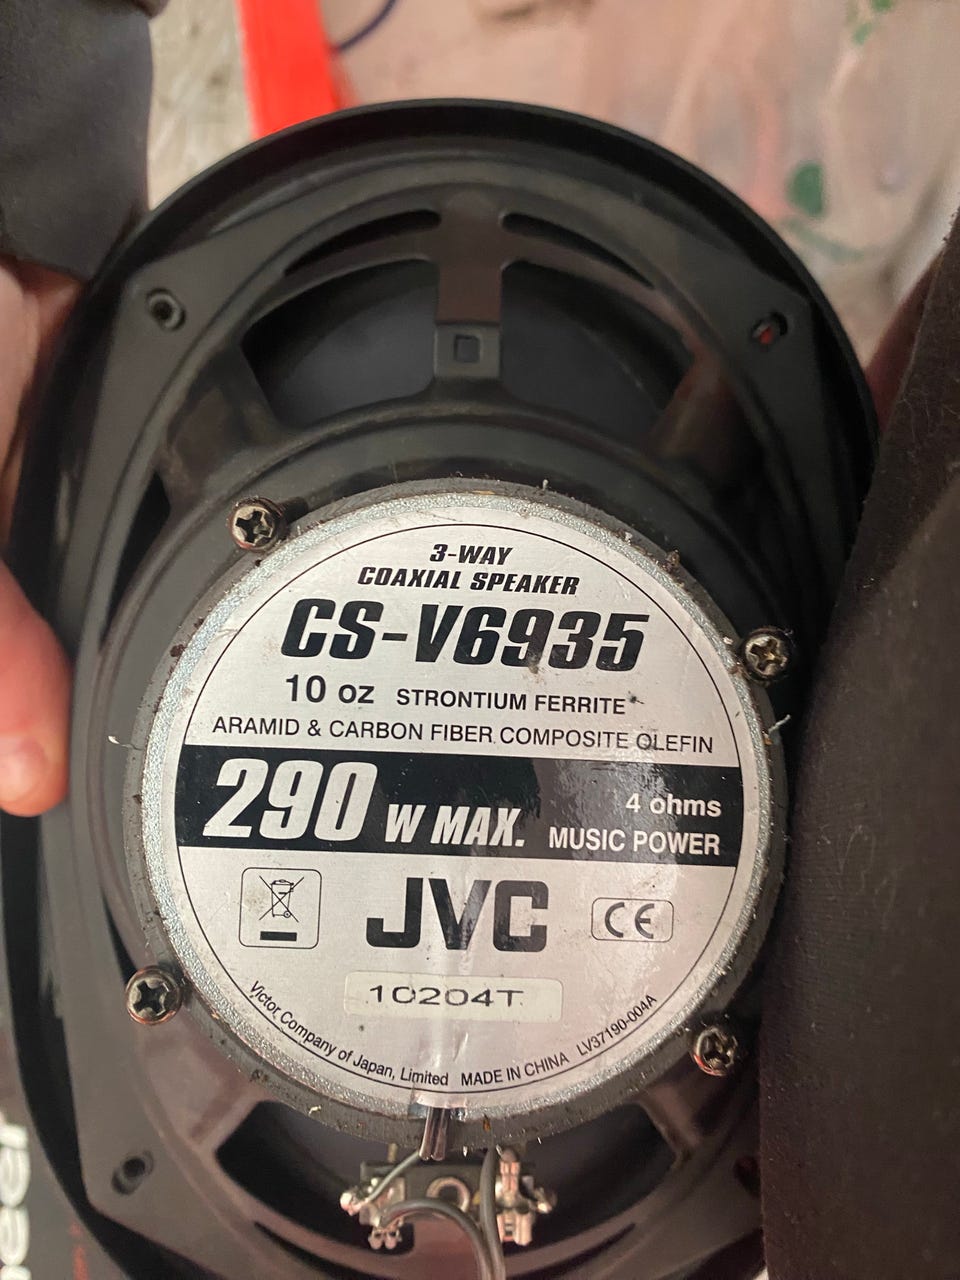 3-WAY
COAXIAL SPEAKER
CS-V6935
10 oz STRONTIUM FERRITE
ARAMID & CARBON FIBER COMPOSITE OLEFIN
290 W MAX. 4 ohms
MUSIC POWER
JVC
CE
10204T
Victor Company of Japan, Limited MADE IN CHINA LV37190-004A